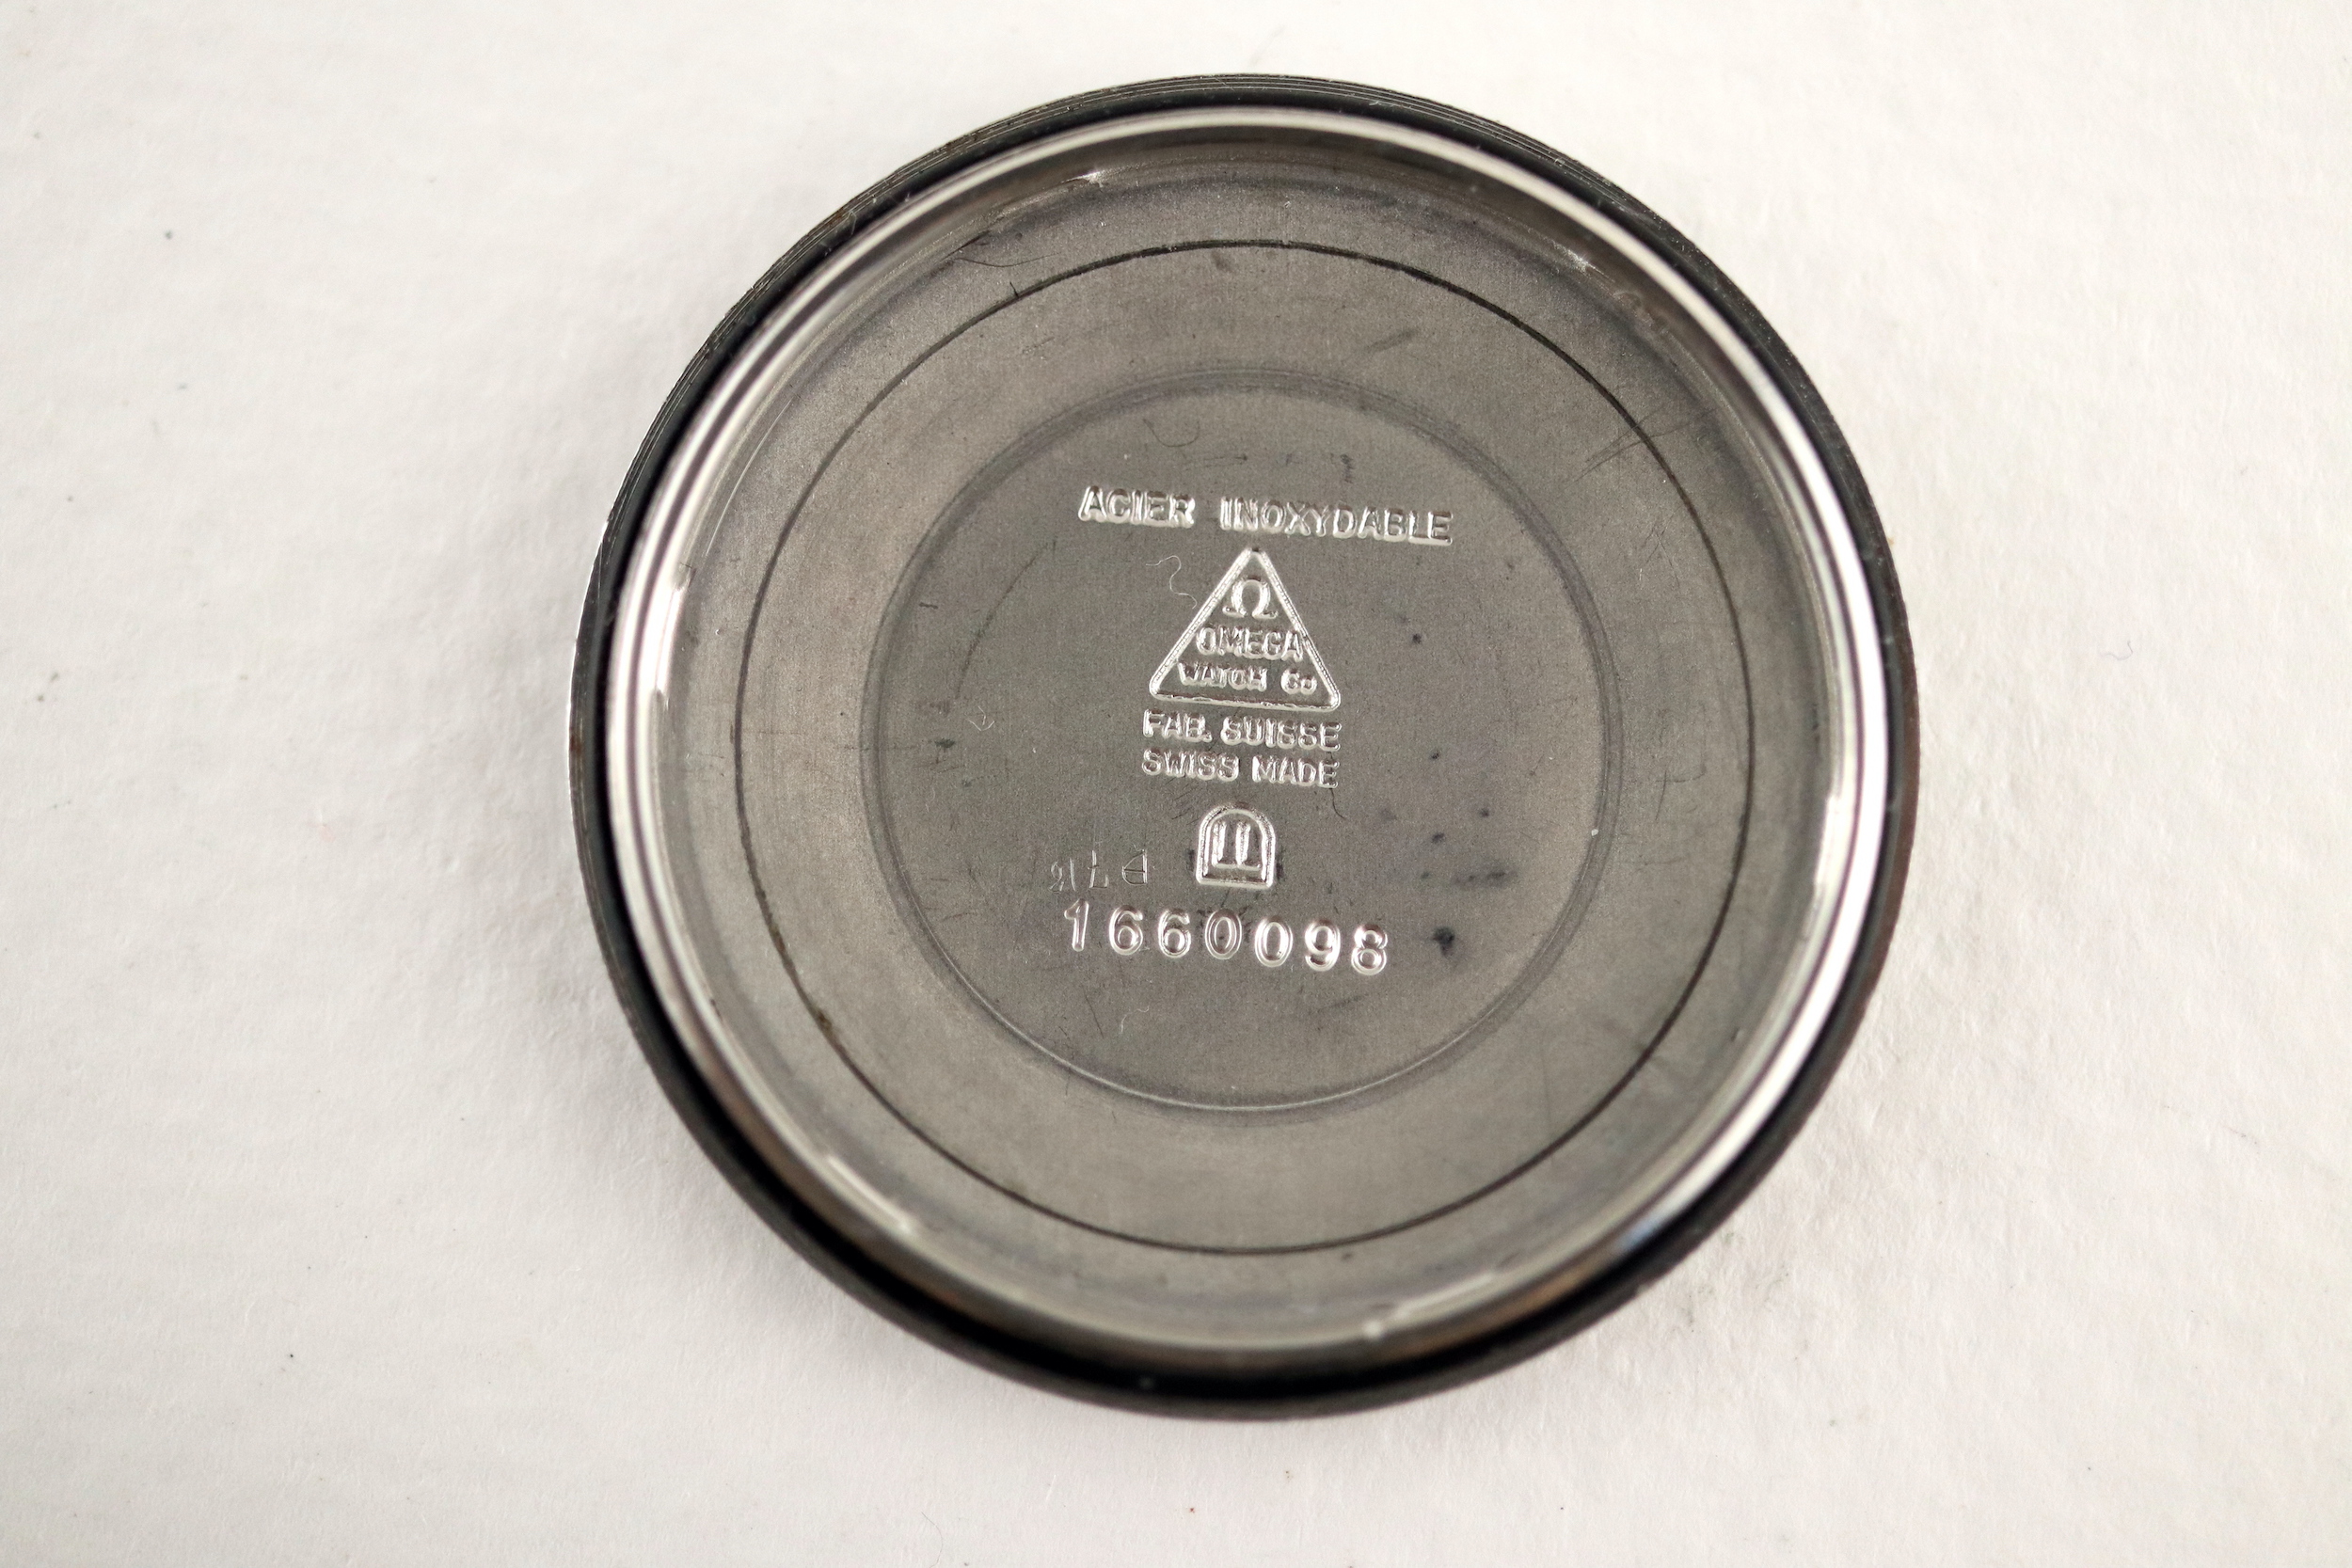 ACIER INOXYDABLE
Ω
OMEGA
WATCH Co
FAB. SUISSE
SWISS MADE
1660098